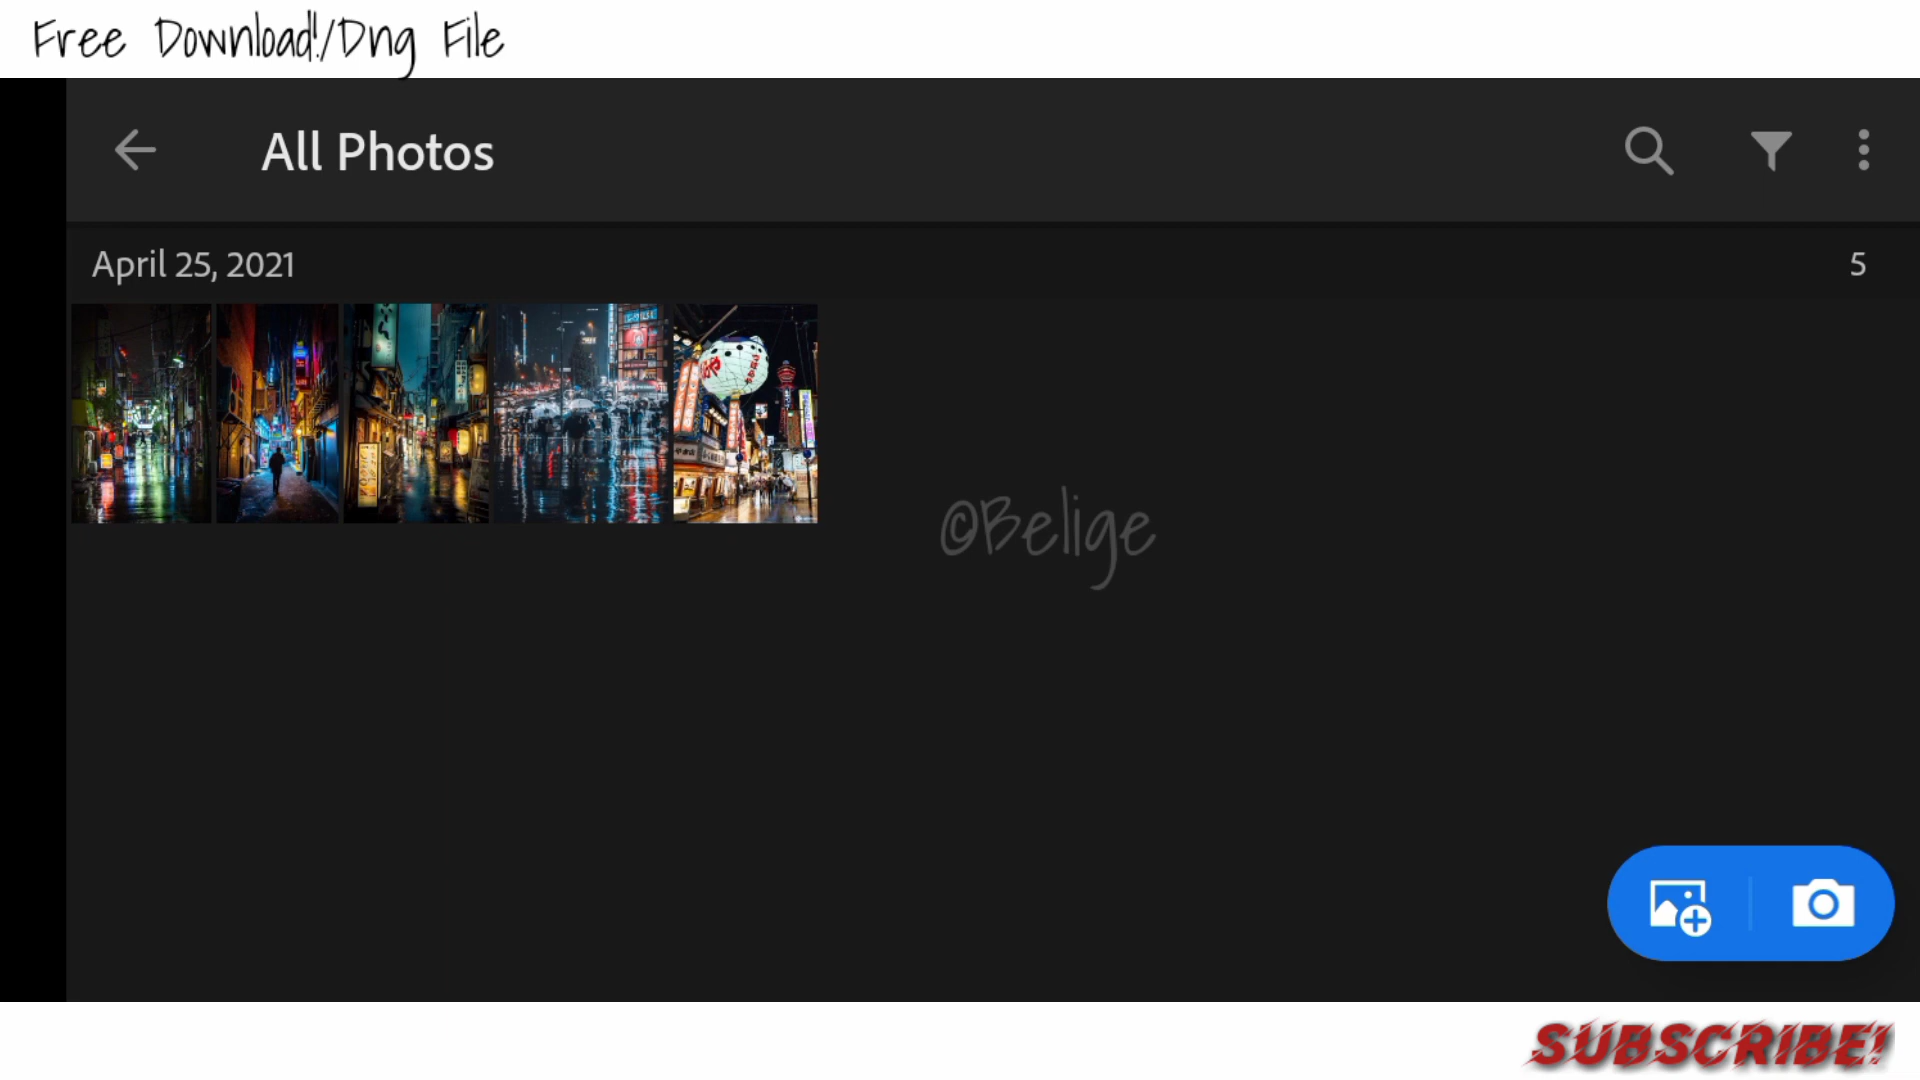 Free Download!/Dng File
All Photos
April 25, 2021
5
©Belige
SUBSCRIBE!